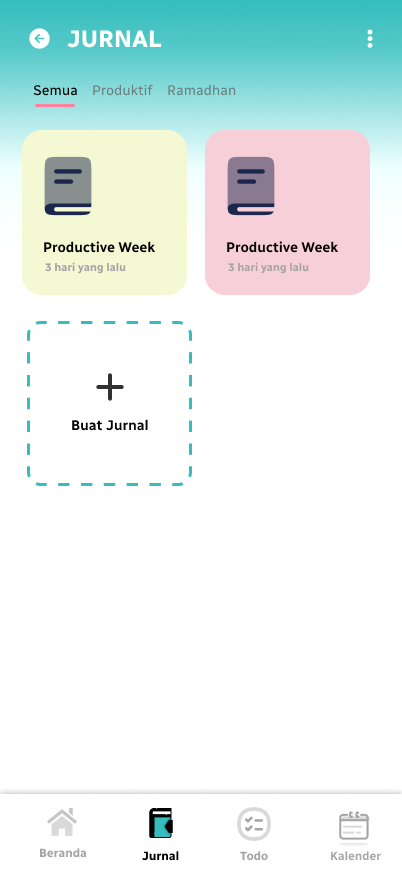 JURNAL
Semua Produktif Ramadhan
Productive Week Productive Week
3 hari yang lalu 3 hari yang lalu
Buat Jurnal
Beranda Jurnal Todo Kalender